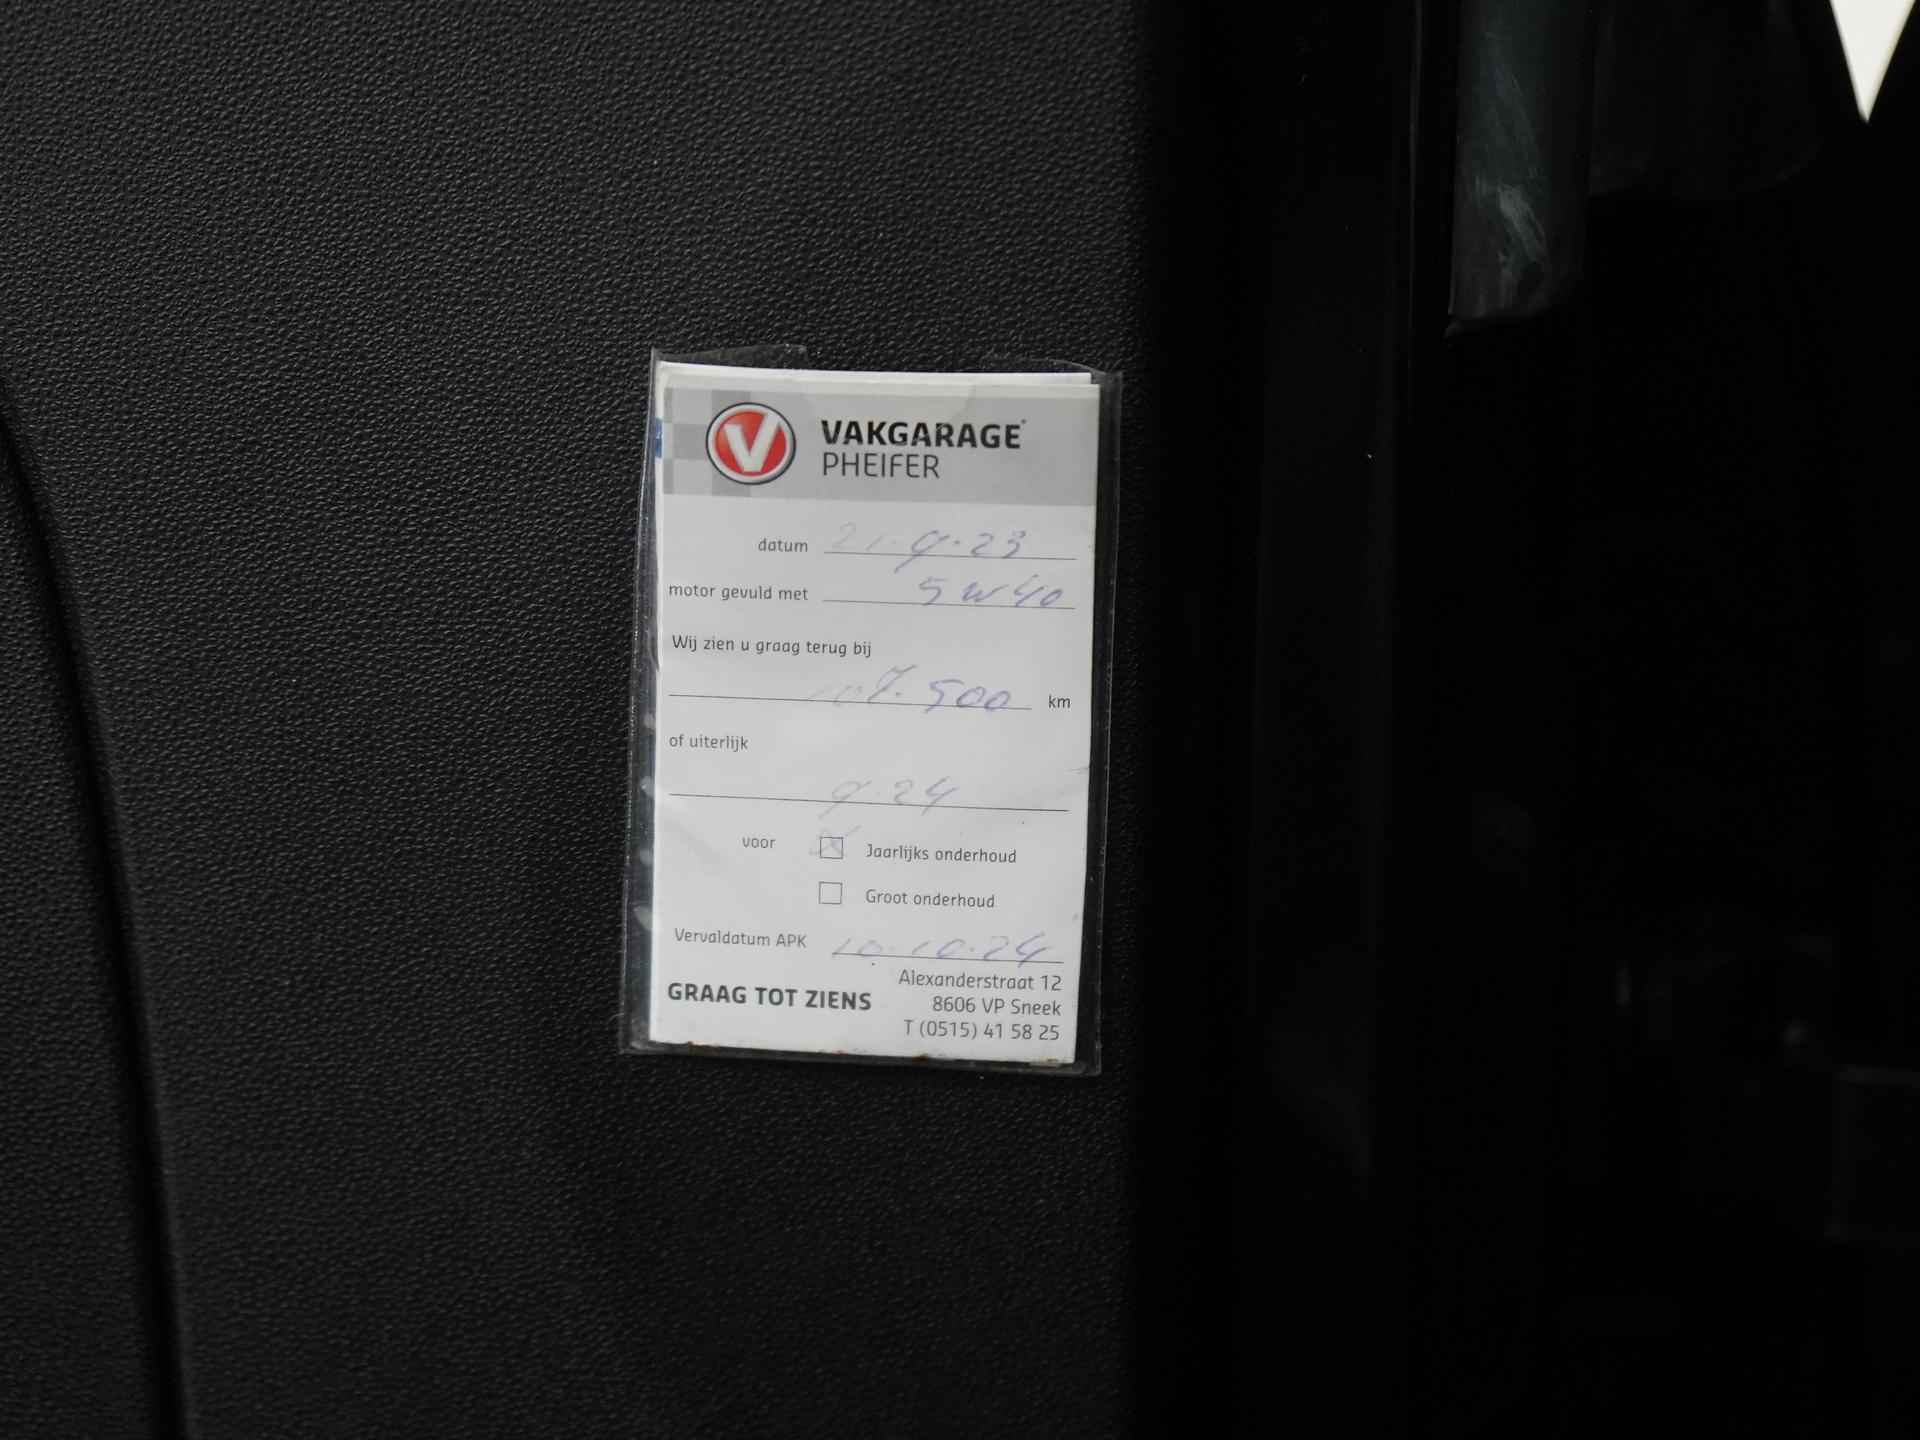 VAKGARAGE
PHEIFER
datum 21-9-23
motor gevuld met 5W40
Wij zien u graag terug bij
km
of uiterlijk
9-24
voor Jaarlijks onderhoud
Groot onderhoud
Vervaldatum APK 10-10-24
GRAAG TOT ZIENS
Alexanderstraat 12
8606 VP Sneek
T (0515) 41 58 25